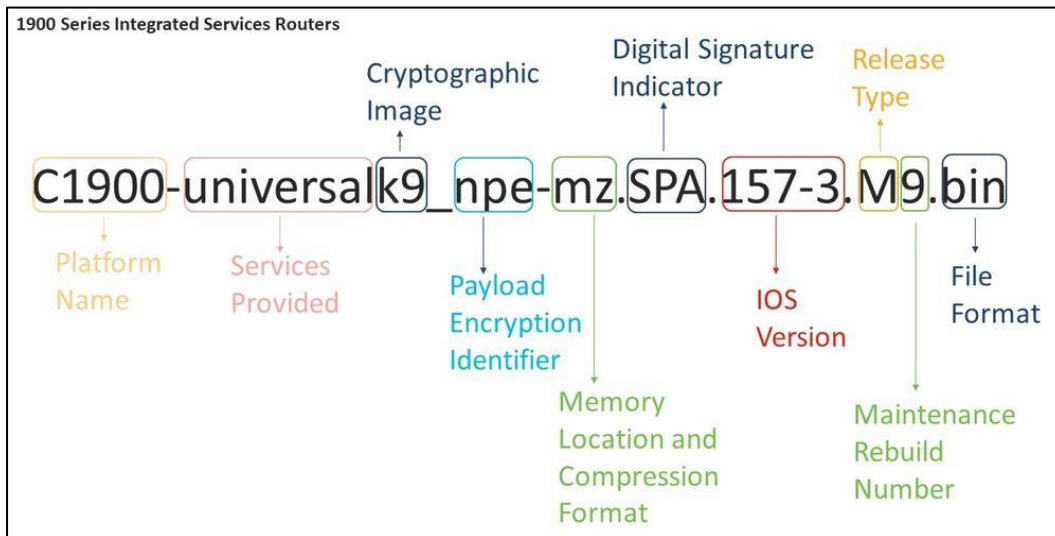 1900 Series Integrated Services Routers
Cryptographic
Image
Digital Signature
Indicator
Release
Type
C1900-universalk9_npe-mz.SPA.157-3.M9.bin
Platform
Name
Services
Provided
Payload
Encryption
Identifier
Memory
Location and
Compression
Format
IOS
Version
Maintenance
Rebuild
Number
File
Format